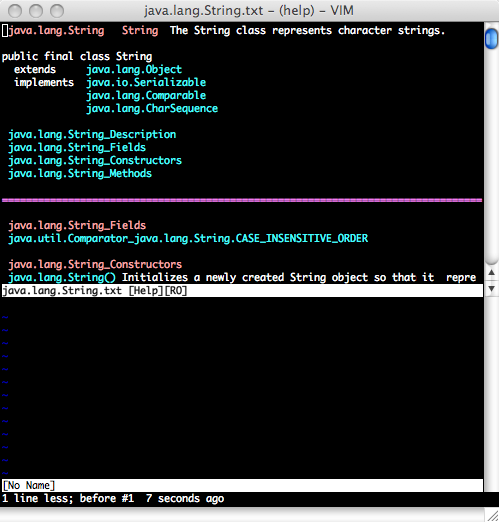 java.lang.String.txt – (help) – VIM
java.lang.String   String  The String class represents character strings.
public final class String
  extends     java.lang.Object
  implements  java.io.Serializable
              java.lang.Comparable
              java.lang.CharSequence
 java.lang.String_Description
 java.lang.String_Fields
 java.lang.String_Constructors
 java.lang.String_Methods
================================================================================
 java.lang.String_Fields
 java.util.Comparator_java.lang.String.CASE_INSENSITIVE_ORDER
 java.lang.String_Constructors
 java.lang.String() Initializes a newly created String object so that it  repre
java.lang.String.txt [Help][RO]
~
~
~
~
~
~
~
~
~
~
~
~
~
[No Name]
1 line less; before #1  7 seconds ago